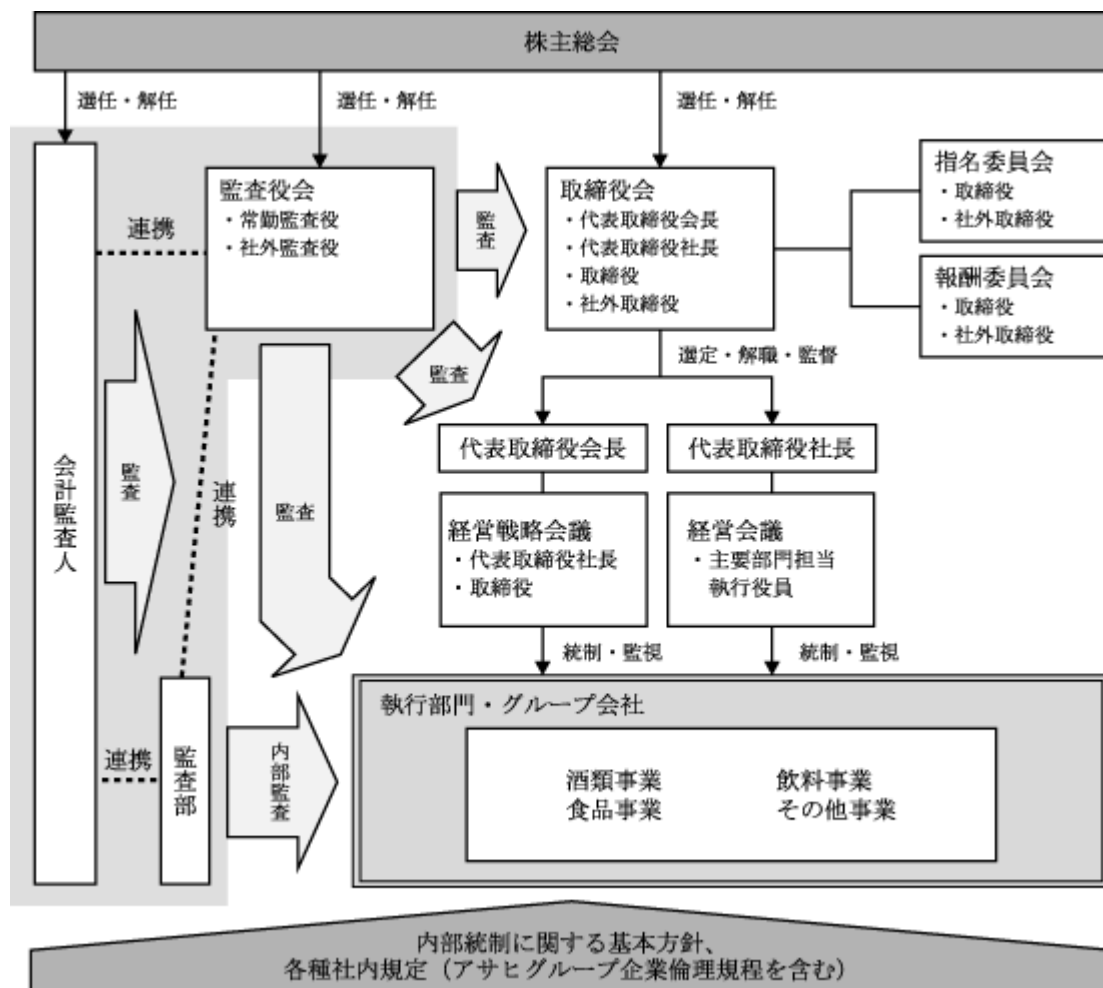 株主総会
選任・解任
選任・解任
選任・解任
監査役会
・常勤監査役
・社外監査役
連携
監査
取締役会
・代表取締役会長
・代表取締役社長
・取締役
・社外取締役
指名委員会
・取締役
・社外取締役
報酬委員会
・取締役
・社外取締役
選定・解職・監督
監査
代表取締役会長
代表取締役社長
会計監査人
監査
連携
監査
経営戦略会議
・代表取締役社長
・取締役
経営会議
・主要部門担当
執行役員
統制・監視
統制・監視
連携
監査部
内部監査
執行部門・グループ会社
酒類事業
飲料事業
食品事業
その他事業
内部統制に関する基本方針、
各種社内規定（アサヒグループ企業倫理規程を含む）